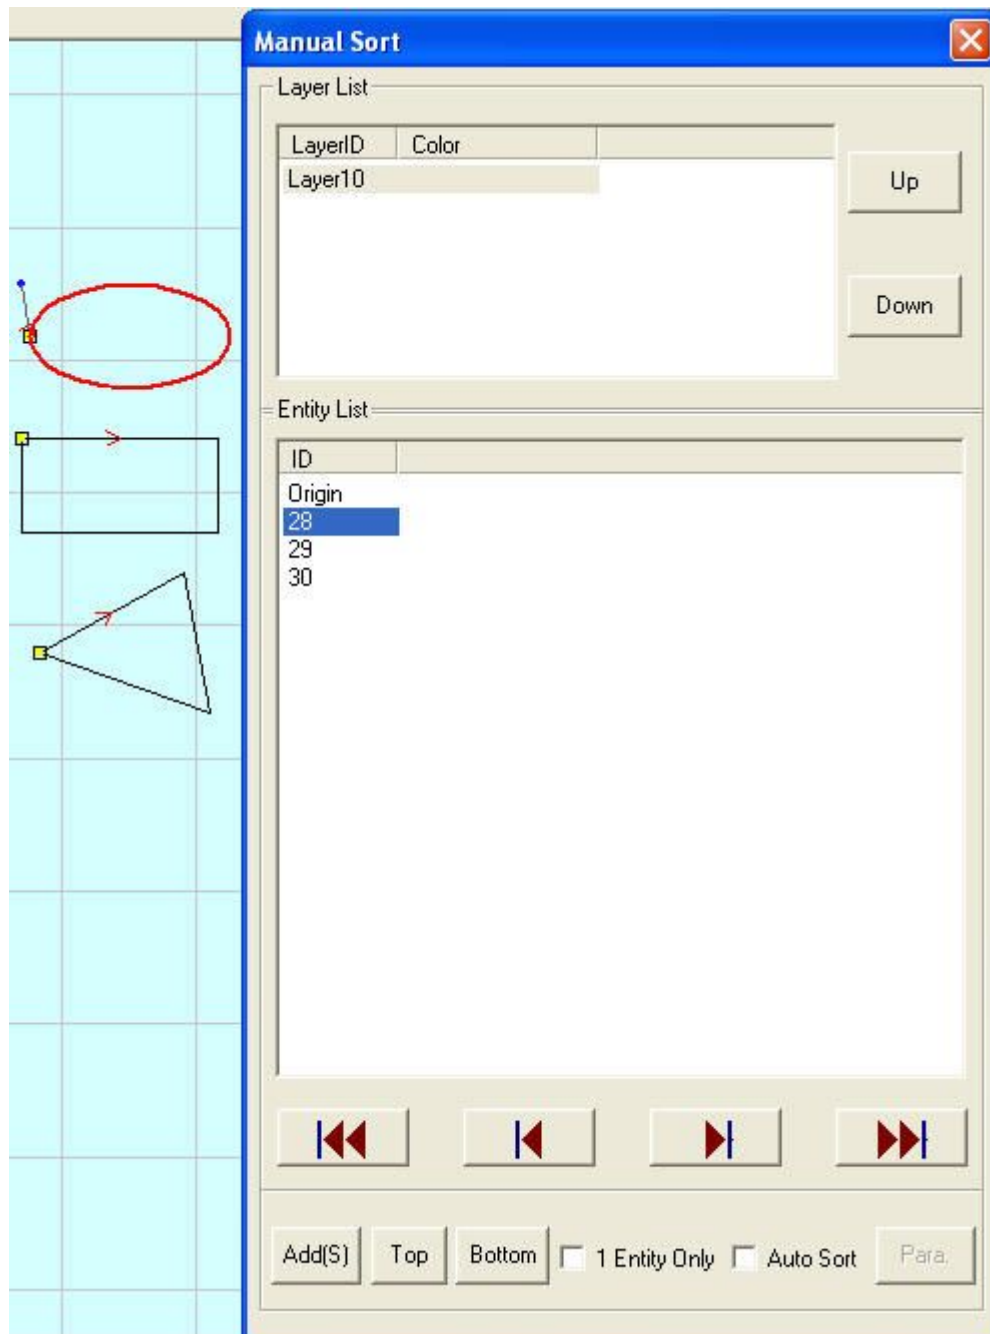 Manual Sort
Layer List
LayerID Color
Layer10
Up
Down
Entity List
ID
Origin
28
29
30
Add(S) Top Bottom 1 Entity Only Auto Sort Para.